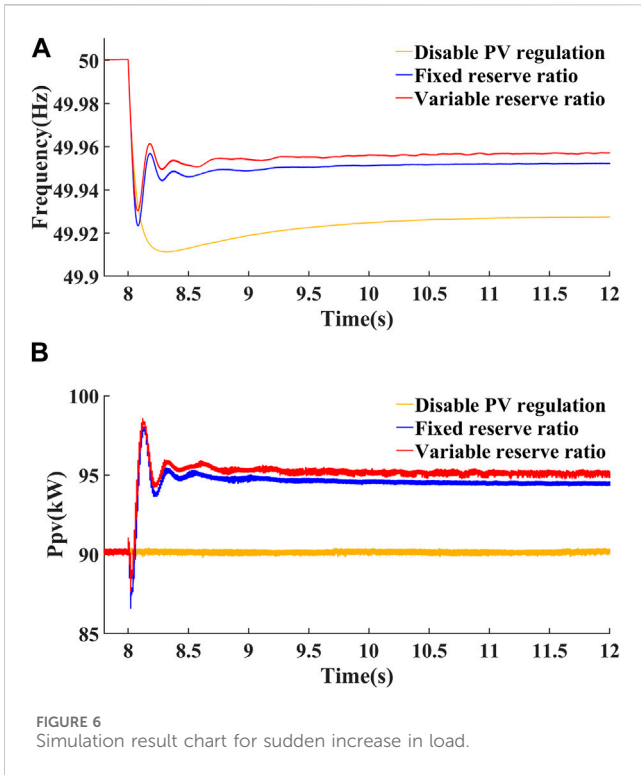 A
50
49.98
49.96
49.94
49.92
49.9
Frequency(Hz)
Disable PV regulation
Fixed reserve ratio
Variable reserve ratio
8
8.5
9
9.5
10
10.5
11
11.5
12
Time(s)
B
100
95
90
85
Ppv(kW)
Disable PV regulation
Fixed reserve ratio
Variable reserve ratio
8
8.5
9
9.5
10
10.5
11
11.5
12
Time(s)
FIGURE 6
Simulation result chart for sudden increase in load.